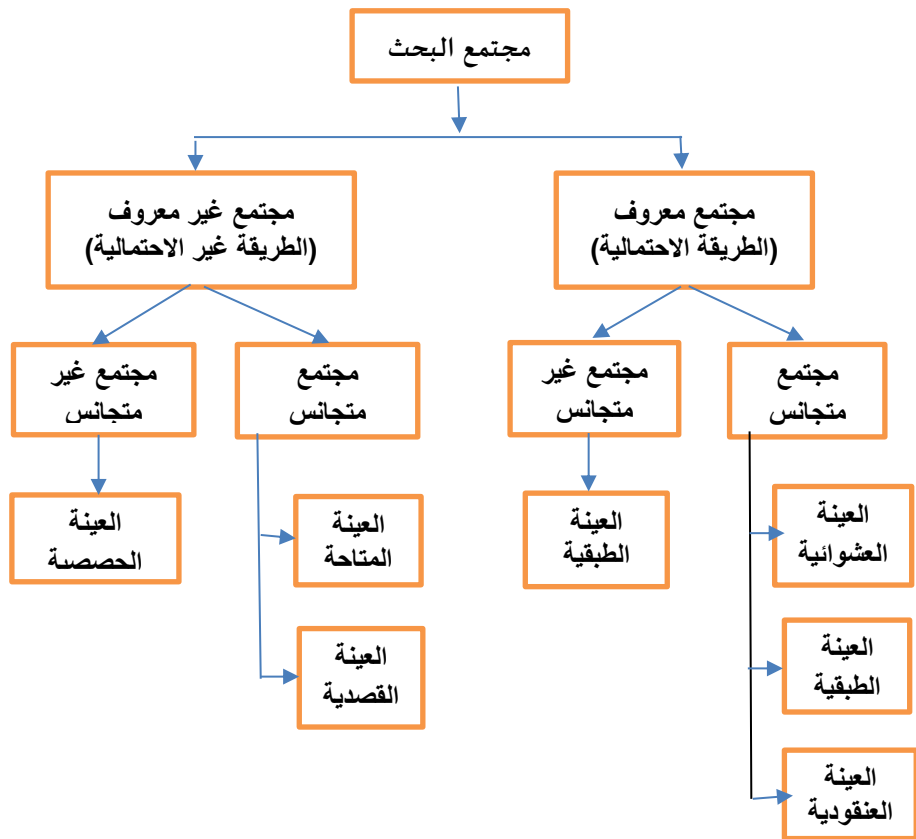 مجتمع البحث
مجتمع معروف
(الطريقة الاحتمالية)
مجتمع غير معروف
(الطريقة غير الاحتمالية)
مجتمع
متجانس
مجتمع غير
متجانس
مجتمع
متجانس
مجتمع غير
متجانس
العينة
العشوائية
العينة
الطبقية
العينة
المتاحة
العينة
الحصصية
العينة
الطبقية
العينة
القصدية
العينة
العنقودية